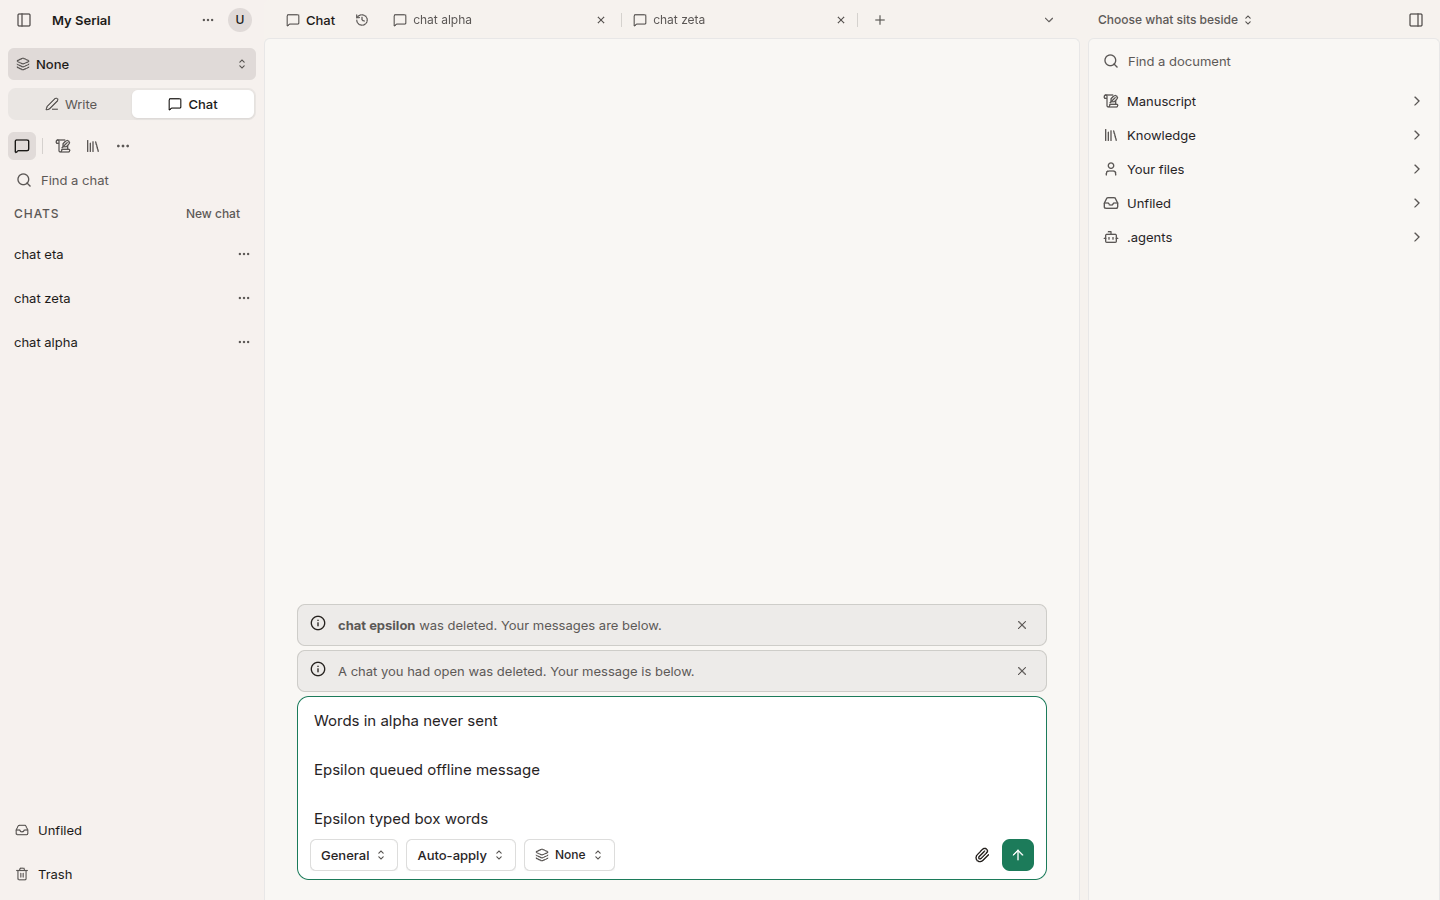 My Serial
U
None
Write
Chat
Find a chat
CHATS
New chat
chat eta
chat zeta
chat alpha
Unfiled
Trash
Chat
chat alpha
chat zeta
chat epsilon was deleted. Your messages are below.
A chat you had open was deleted. Your message is below.
Words in alpha never sent
Epsilon queued offline message
Epsilon typed box words
General
Auto-apply
None
Choose what sits beside
Find a document
Manuscript
Knowledge
Your files
Unfiled
.agents